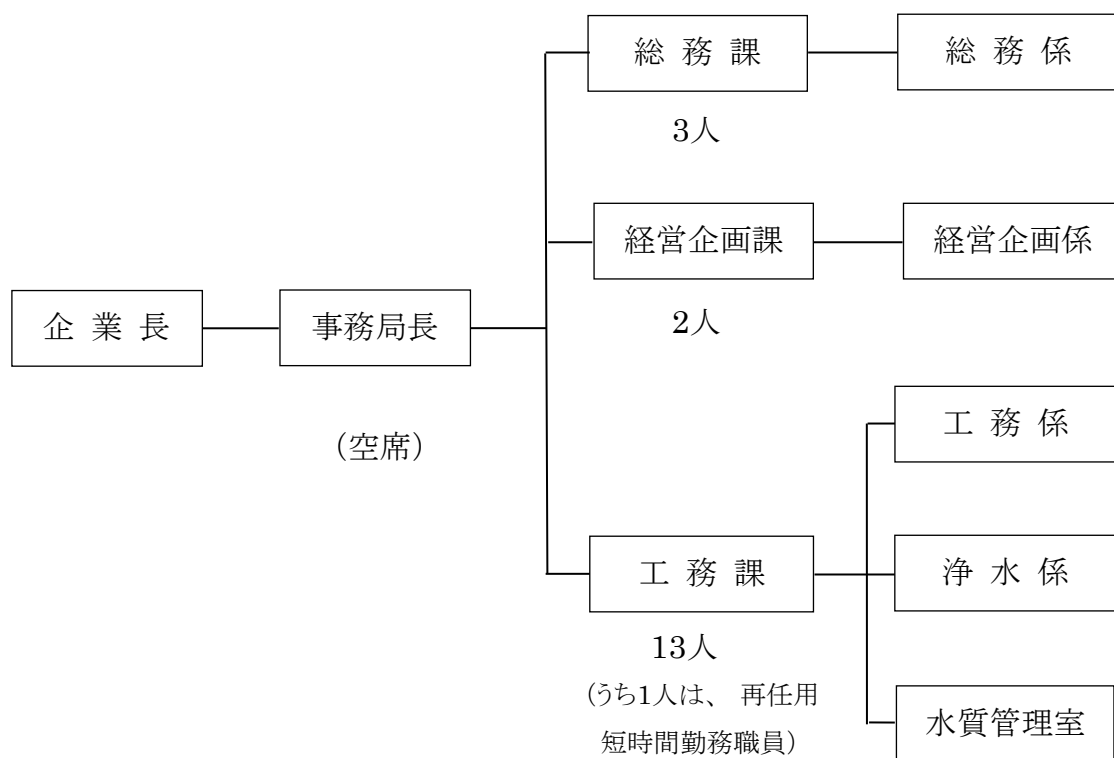 総 務 課
総 務 係
3人
経営企画課
経営企画係
2人
企 業 長
事務局長
（空席）
工 務 係
工 務 課
浄 水 係
13人
（うち1人は、 再任用
短時間勤務職員）
水質管理室